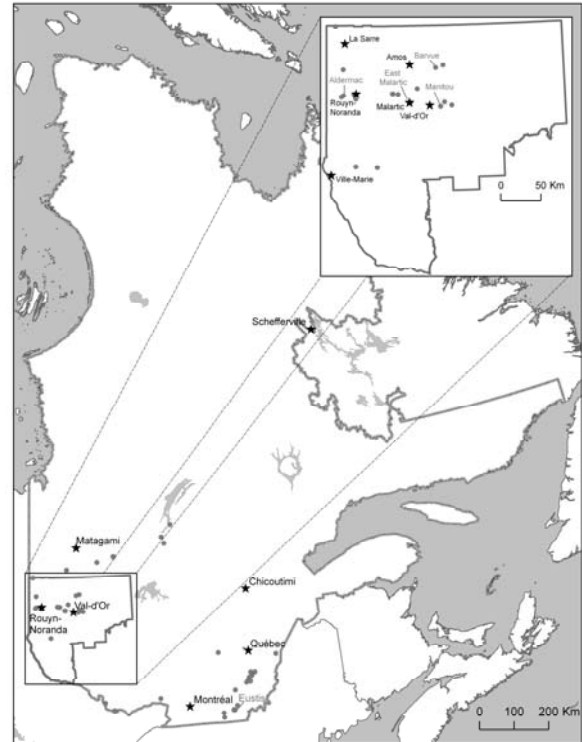 La Sarre
Amos
Barvue
Aldermac
East
Malartic
Manitou
Rouyn-
Noranda
Malartic
Val-d'Or
Ville-Marie
0 50 Km
Schefferville
Matagami
Chicoutimi
Val-d'Or
Rouyn-
Noranda
Québec
Montréal
Eustis
0 100 200 Km